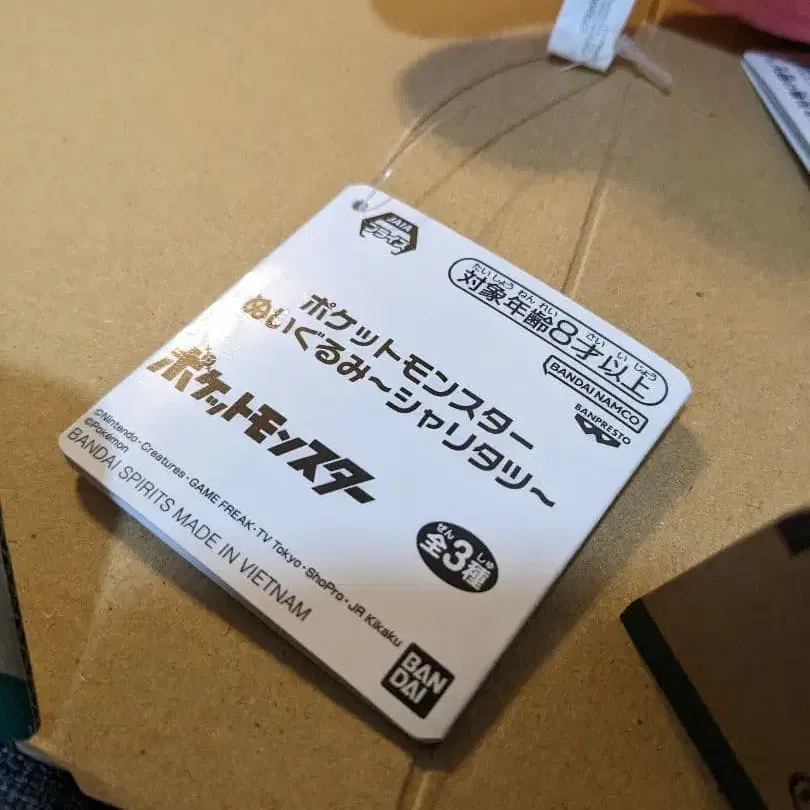 JAIA
プライズ
たいしょうねんれい さいいじょう
対象年齢8才以上
BANDAI NAMCO
BANPRESTO
ポケットモンスター
ぬいぐるみ~シャリタツ~
ポケットモンスター
ぜん しゅ
全3種
©Nintendo・Creatures・GAME FREAK・TV Tokyo・ShoPro・JR Kikaku
©Pokémon
BANDAI SPIRITS MADE IN VIETNAM
BAN
DAI